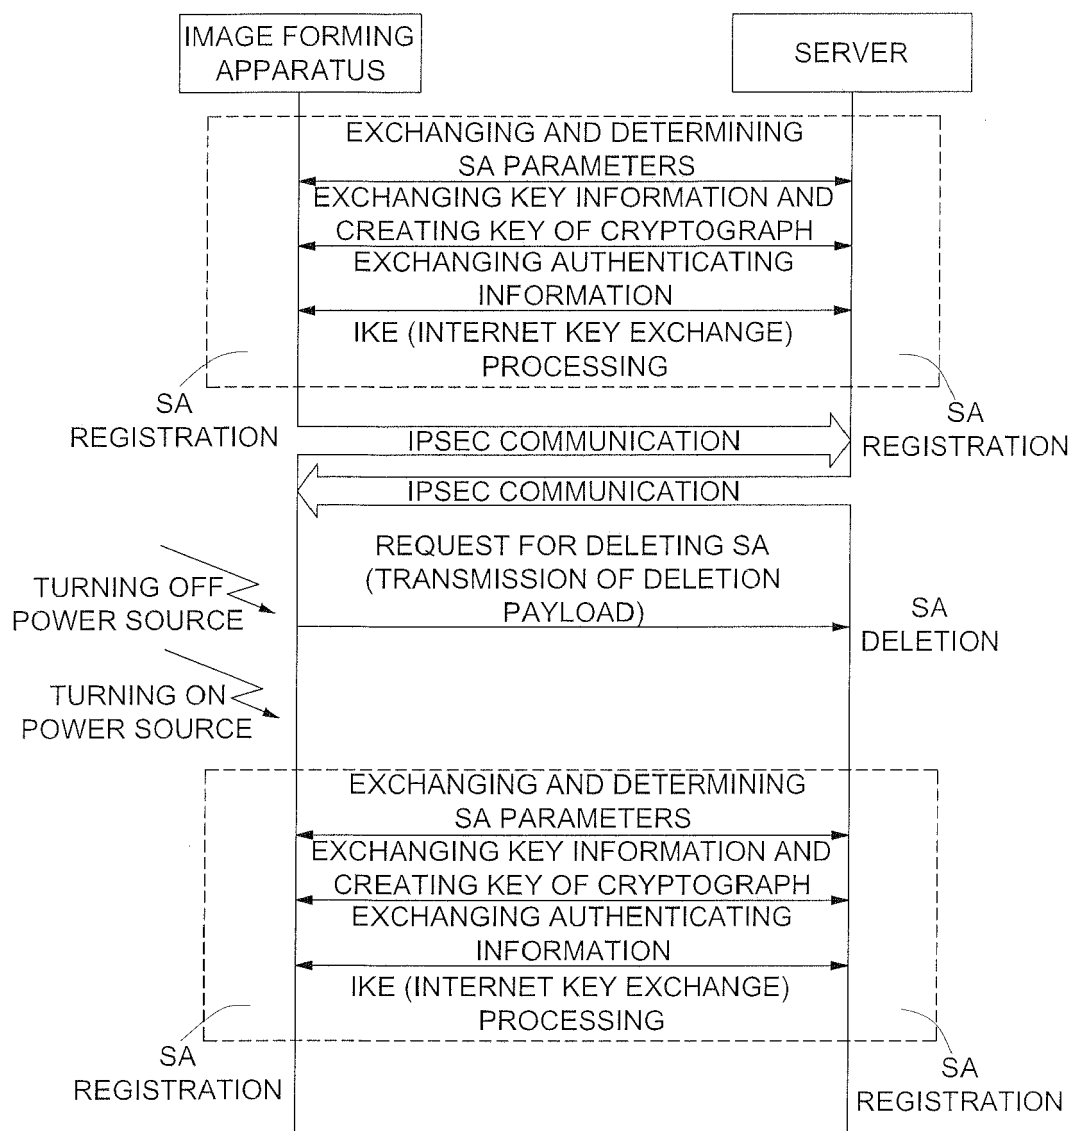 IMAGE FORMING
APPARATUS
SERVER
EXCHANGING AND DETERMINING
SA PARAMETERS
EXCHANGING KEY INFORMATION AND
CREATING KEY OF CRYPTOGRAPH
EXCHANGING AUTHENTICATING
INFORMATION
IKE (INTERNET KEY EXCHANGE)
PROCESSING
SA
REGISTRATION
SA
REGISTRATION
IPSEC COMMUNICATION
IPSEC COMMUNICATION
REQUEST FOR DELETING SA
(TRANSMISSION OF DELETION
PAYLOAD)
TURNING OFF
POWER SOURCE
SA
DELETION
TURNING ON
POWER SOURCE
EXCHANGING AND DETERMINING
SA PARAMETERS
EXCHANGING KEY INFORMATION AND
CREATING KEY OF CRYPTOGRAPH
EXCHANGING AUTHENTICATING
INFORMATION
IKE (INTERNET KEY EXCHANGE)
PROCESSING
SA
REGISTRATION
SA
REGISTRATION